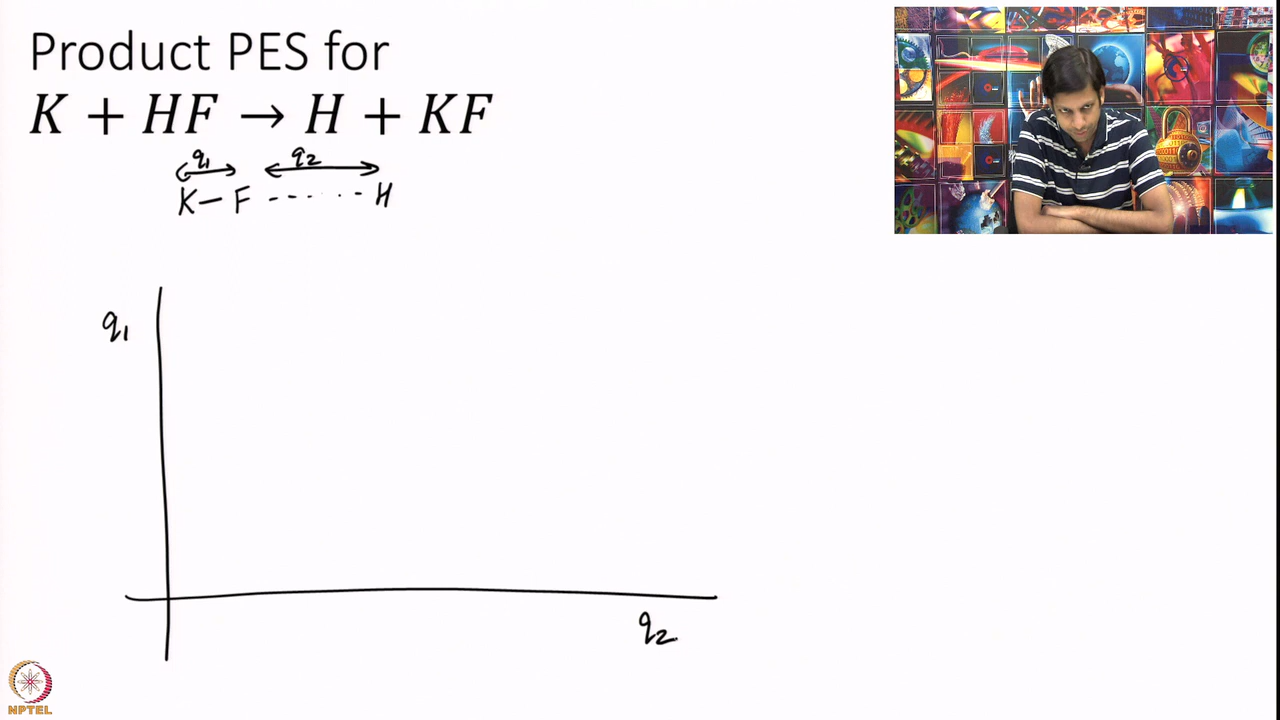 Product PES for
K + HF → H + KF
q₁ q₂
K – F ------ H
q₁
q₂
NPTEL